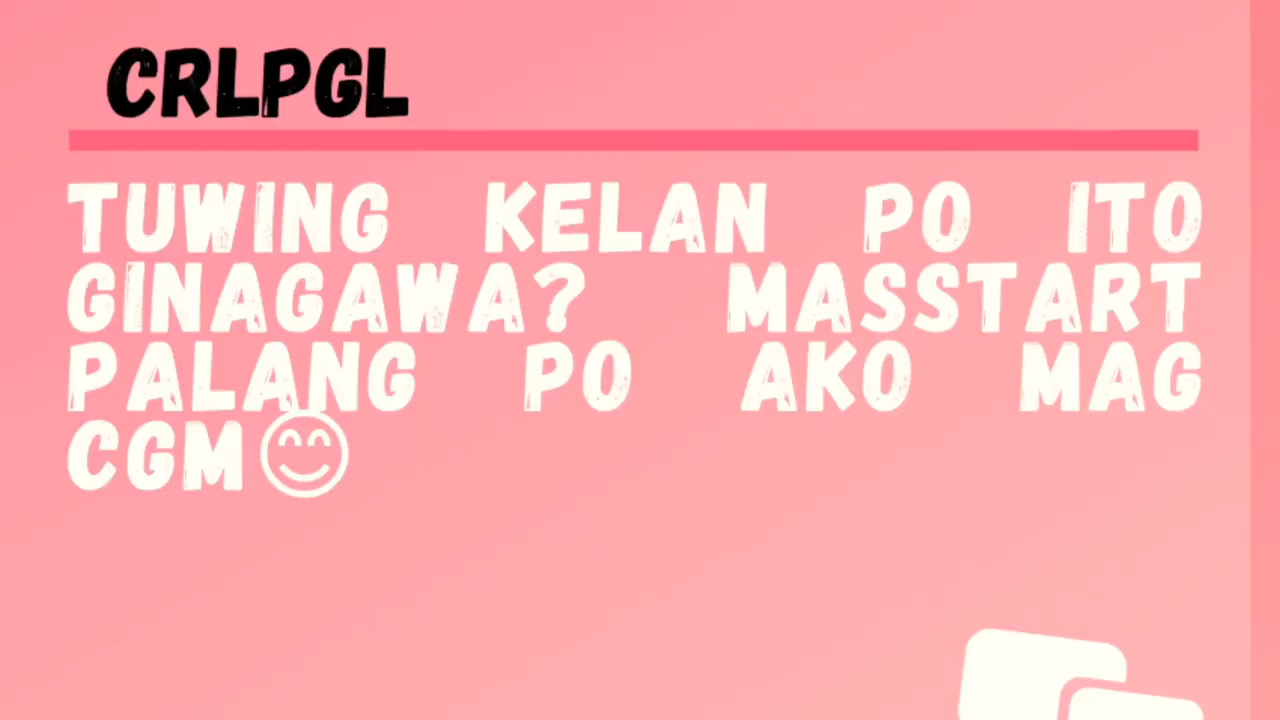 CRLPGL
TUWING KELAN PO ITO
GINAGAWA? MASSTART
PALANG PO AKO MAG
CGM😊